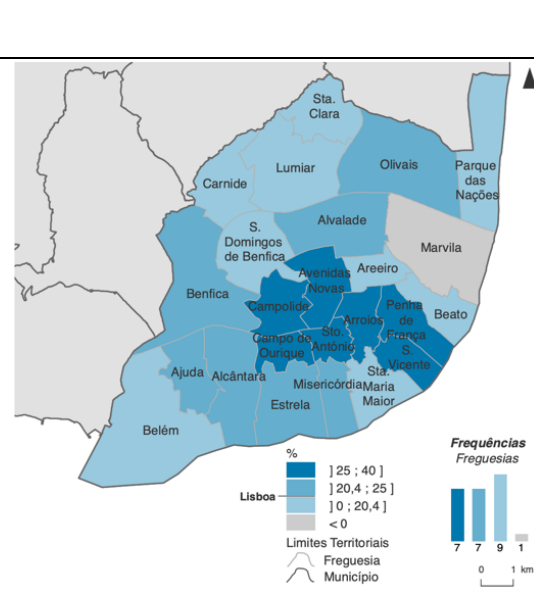 Sta.
Clara
Lumiar
Olivais
Parque
das
Nações
Carnide
Alvalade
S.
Domingos
de Benfica
Marvila
Avenidas
Novas
Areeiro
Benfica
Campolide
Arroios
Penha
de
França
Beato
Campo de
Ourique
Sto.
António
S.
Vicente
Ajuda
Alcântara
Misericórdia
Sta.
Maria
Maior
Estrela
Belém
%
] 25 ; 40 ]
] 20,4 ; 25 ]
Lisboa
] 0 ; 20,4 ]
< 0
Limites Territoriais
Freguesia
Município
Frequências
Freguesias
7 7 9 1
0 1 km